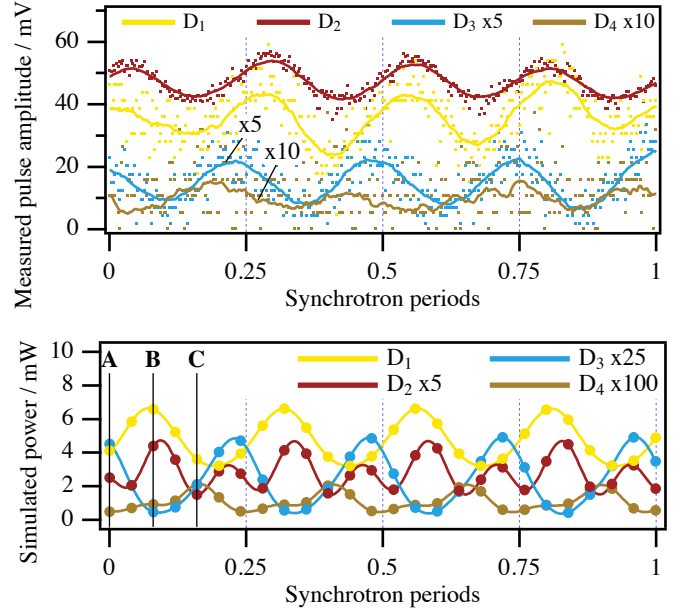 D₁ D₂ D₃ x5 D₄ x10
Measured pulse amplitude / mV
60
40
20
0
x5
x10
0 0.25 0.5 0.75 1
Synchrotron periods
Simulated power / mW
10
8
6
4
2
0
A B C
D₁ D₃ x25
D₂ x5 D₄ x100
0 0.25 0.5 0.75 1
Synchrotron periods